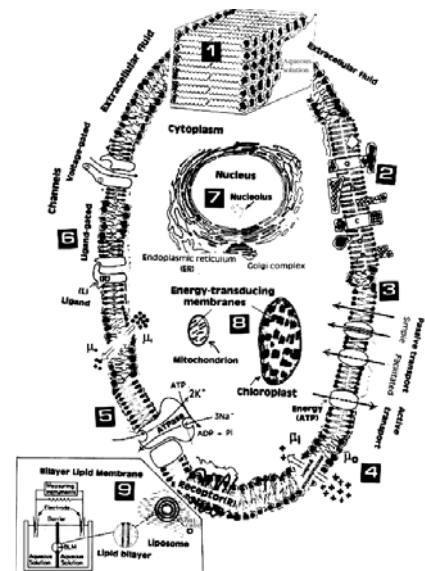 1
Aqueous
Solution
Extracellular fluid
Extracellular fluid
Cytoplasm
Nucleus
7
Nucleolus
Endoplasmic reticulum
(ER)
Golgi complex
Channels
Voltage-gated
6
Ligand-gated
(L)
(R)
Ligand
2
3
Energy-transducing
membranes
8
Mitochondrion
Chloroplast
Passive transport
Simple
Facilitated
Active
transport
Energy
(ATP)
5
ATP
2K+
ATPase
3Na+
ADP + Pi
4
Receptor(R)
Bilayer Lipid Membrane
9
Measuring
instruments
Electrode
Barrier
BLM
Aqueous
Solution
Aqueous
Solution
Lipid bilayer
Liposome